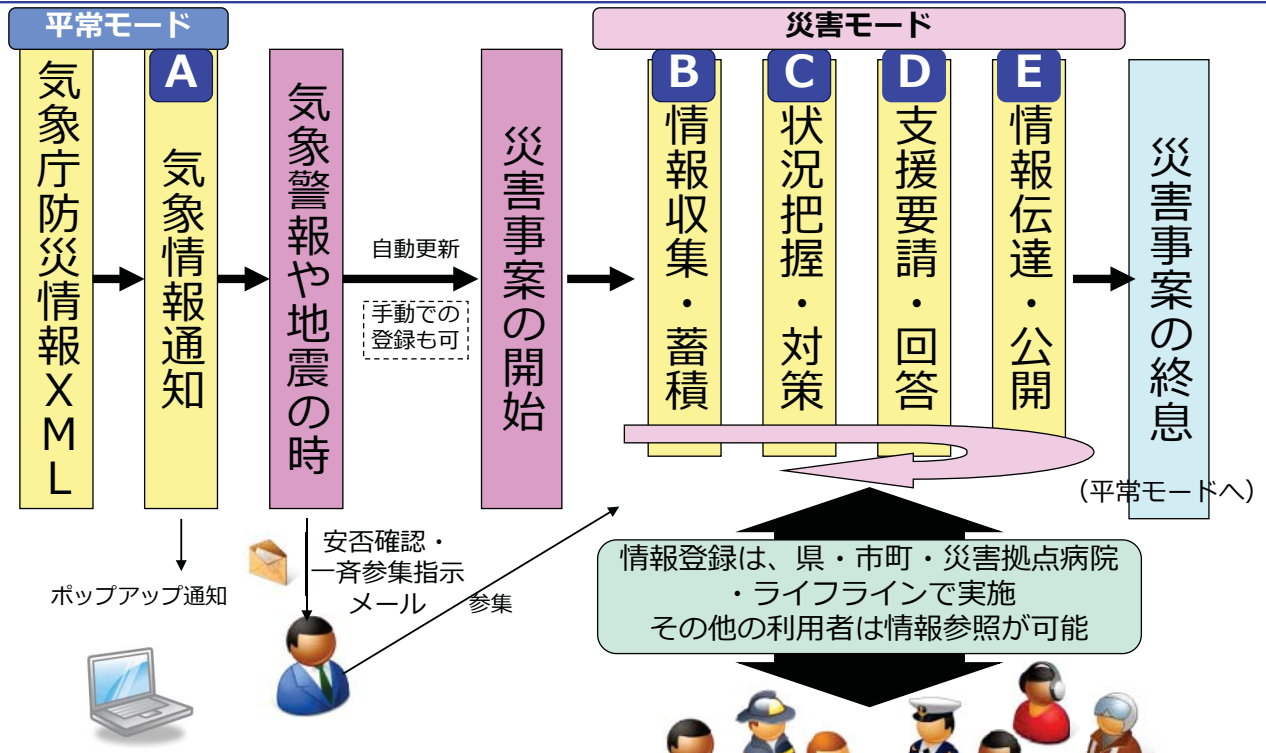 平常モード
災害モード
気象庁防災情報XML
A
気象情報通知
気象警報や地震の時
自動更新
手動での
登録も可
災害事案の開始
B
情報収集・蓄積
C
状況把握・対策
D
支援要請・回答
E
情報伝達・公開
災害事案の終息
(平常モードへ)
ポップアップ通知
安否確認・
一斉参集指示
メール
参集
情報登録は、県・市町・災害拠点病院
・ライフラインで実施
その他の利用者は情報参照が可能